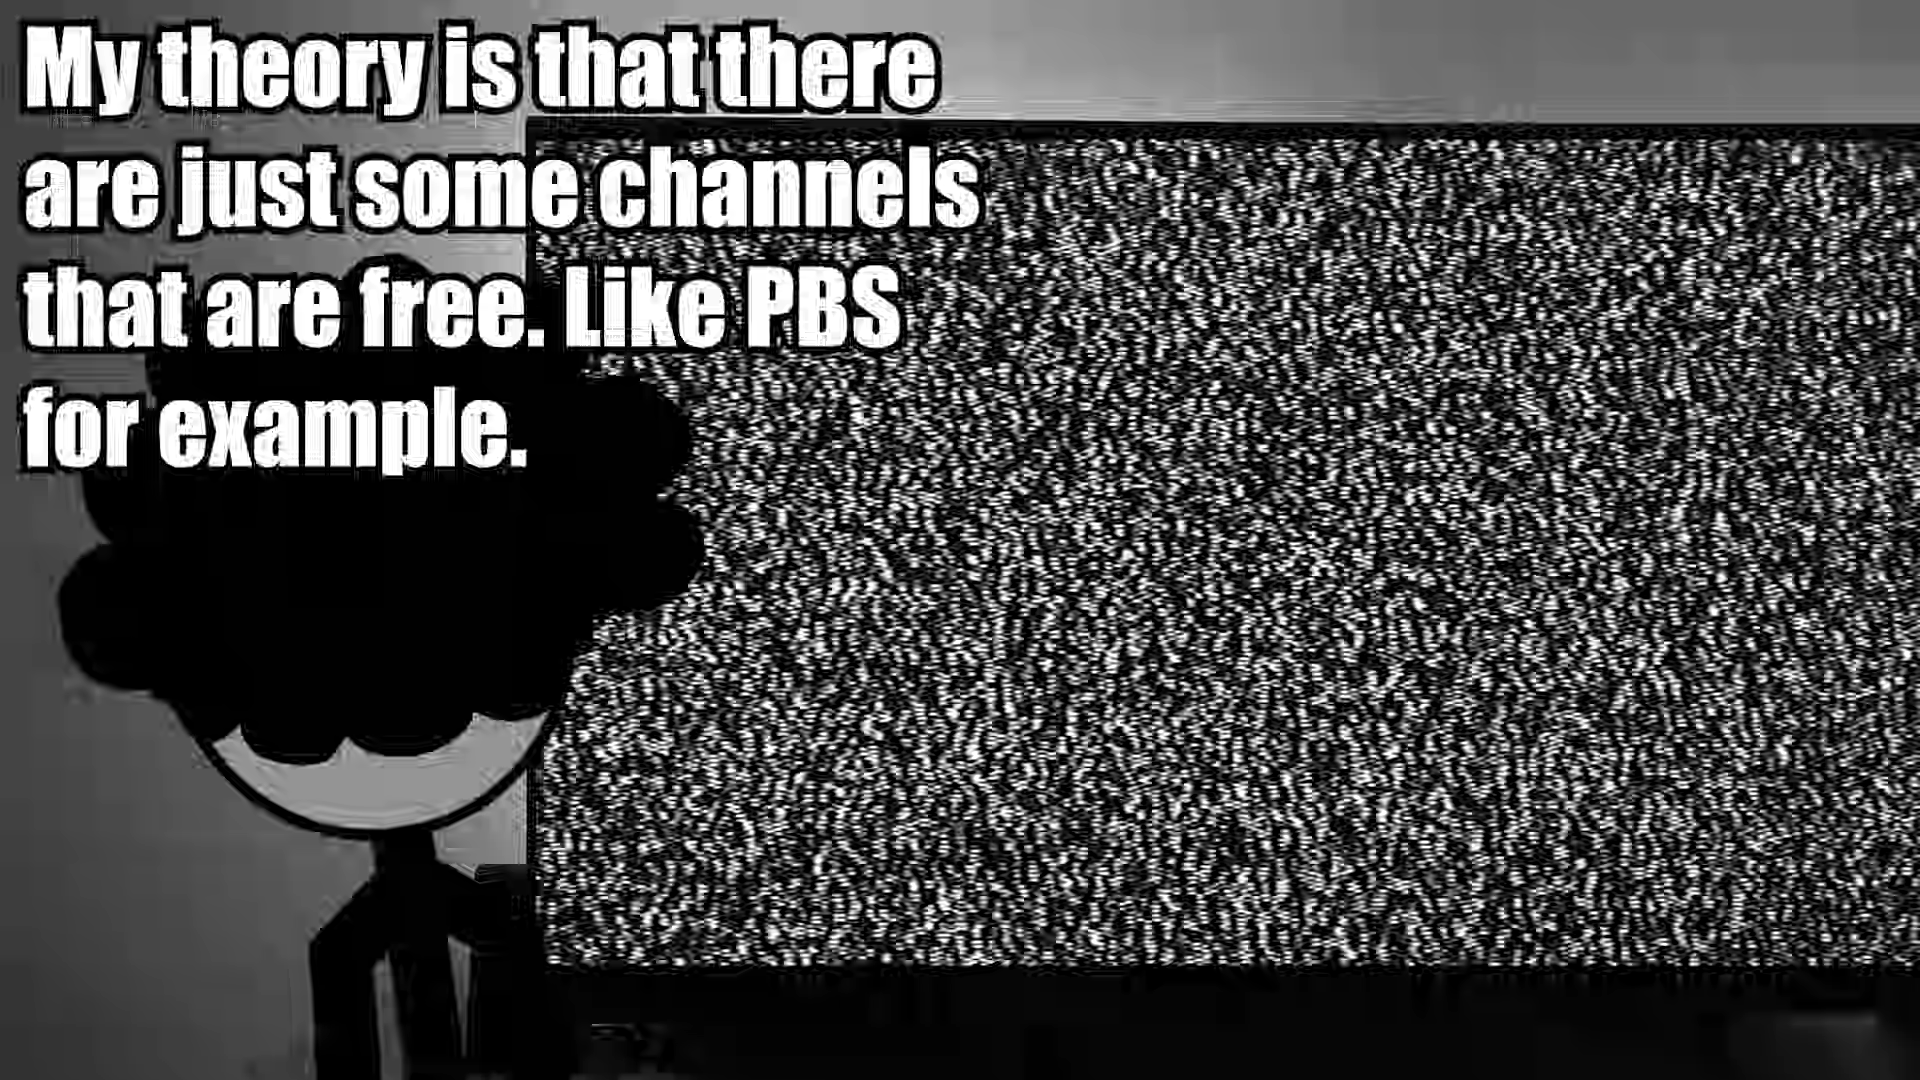 My theory is that there
are just some channels
that are free. Like PBS
for example.